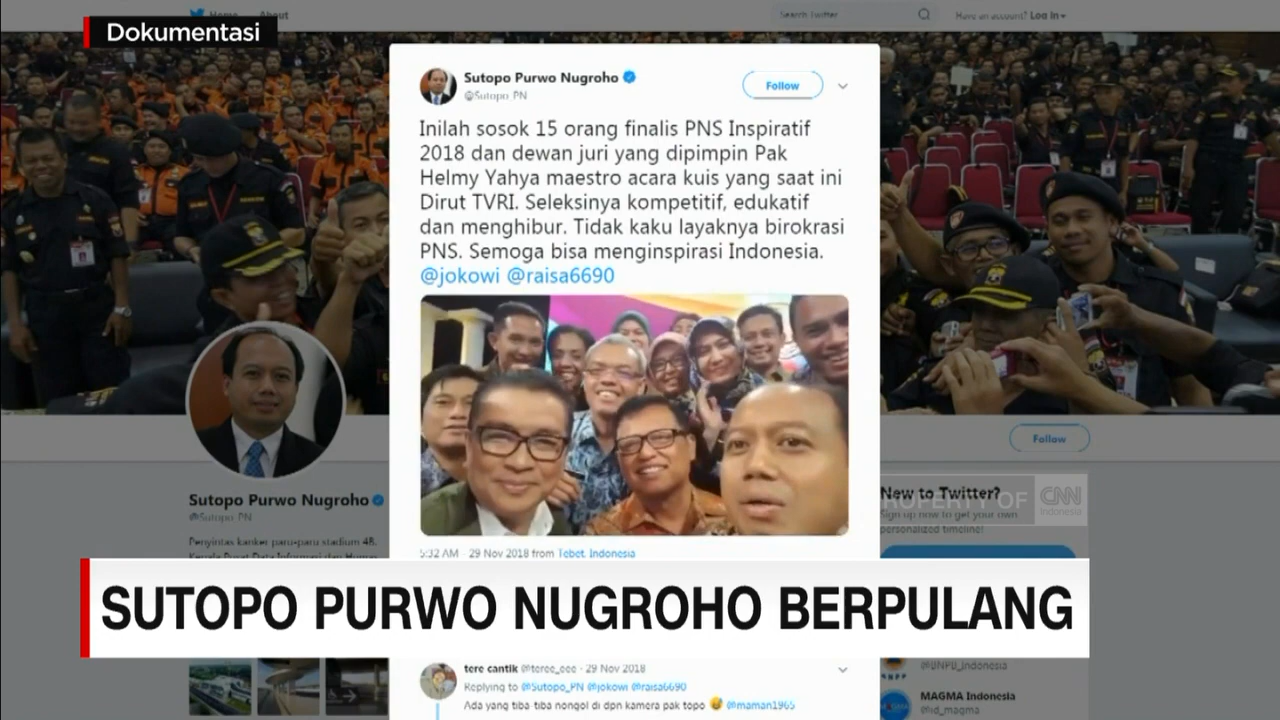 Dokumentasi
Home About
Search Twitter
Have an account? Log in
Sutopo Purwo Nugroho
@Sutopo_PN
Follow
Inilah sosok 15 orang finalis PNS Inspiratif
2018 dan dewan juri yang dipimpin Pak
Helmy Yahya maestro acara kuis yang saat ini
Dirut TVRI. Seleksinya kompetitif, edukatif
dan menghibur. Tidak kaku layaknya birokrasi
PNS. Semoga bisa menginspirasi Indonesia.
@jokowi @raisa6690
5:32 AM - 29 Nov 2018 from Tebet, Indonesia
Follow
Sutopo Purwo Nugroho
@Sutopo_PN
Penyintas kanker paru-paru stadium 4B.
Kepala Pusat Data Informasi dan Humas
New to Twitter?
Sign up now to get your own
personalized timeline!
PROPERTY OF CNN
Indonesia
SUTOPO PURWO NUGROHO BERPULANG
tere cantik @teree_eee - 29 Nov 2018
Replying to @Sutopo_PN @jokowi @raisa6690
Ada yang tiba tiba nongol di dpn kamera pak topo @maman1965
@BNPB_Indonesia
MAGMA Indonesia
@id_magma